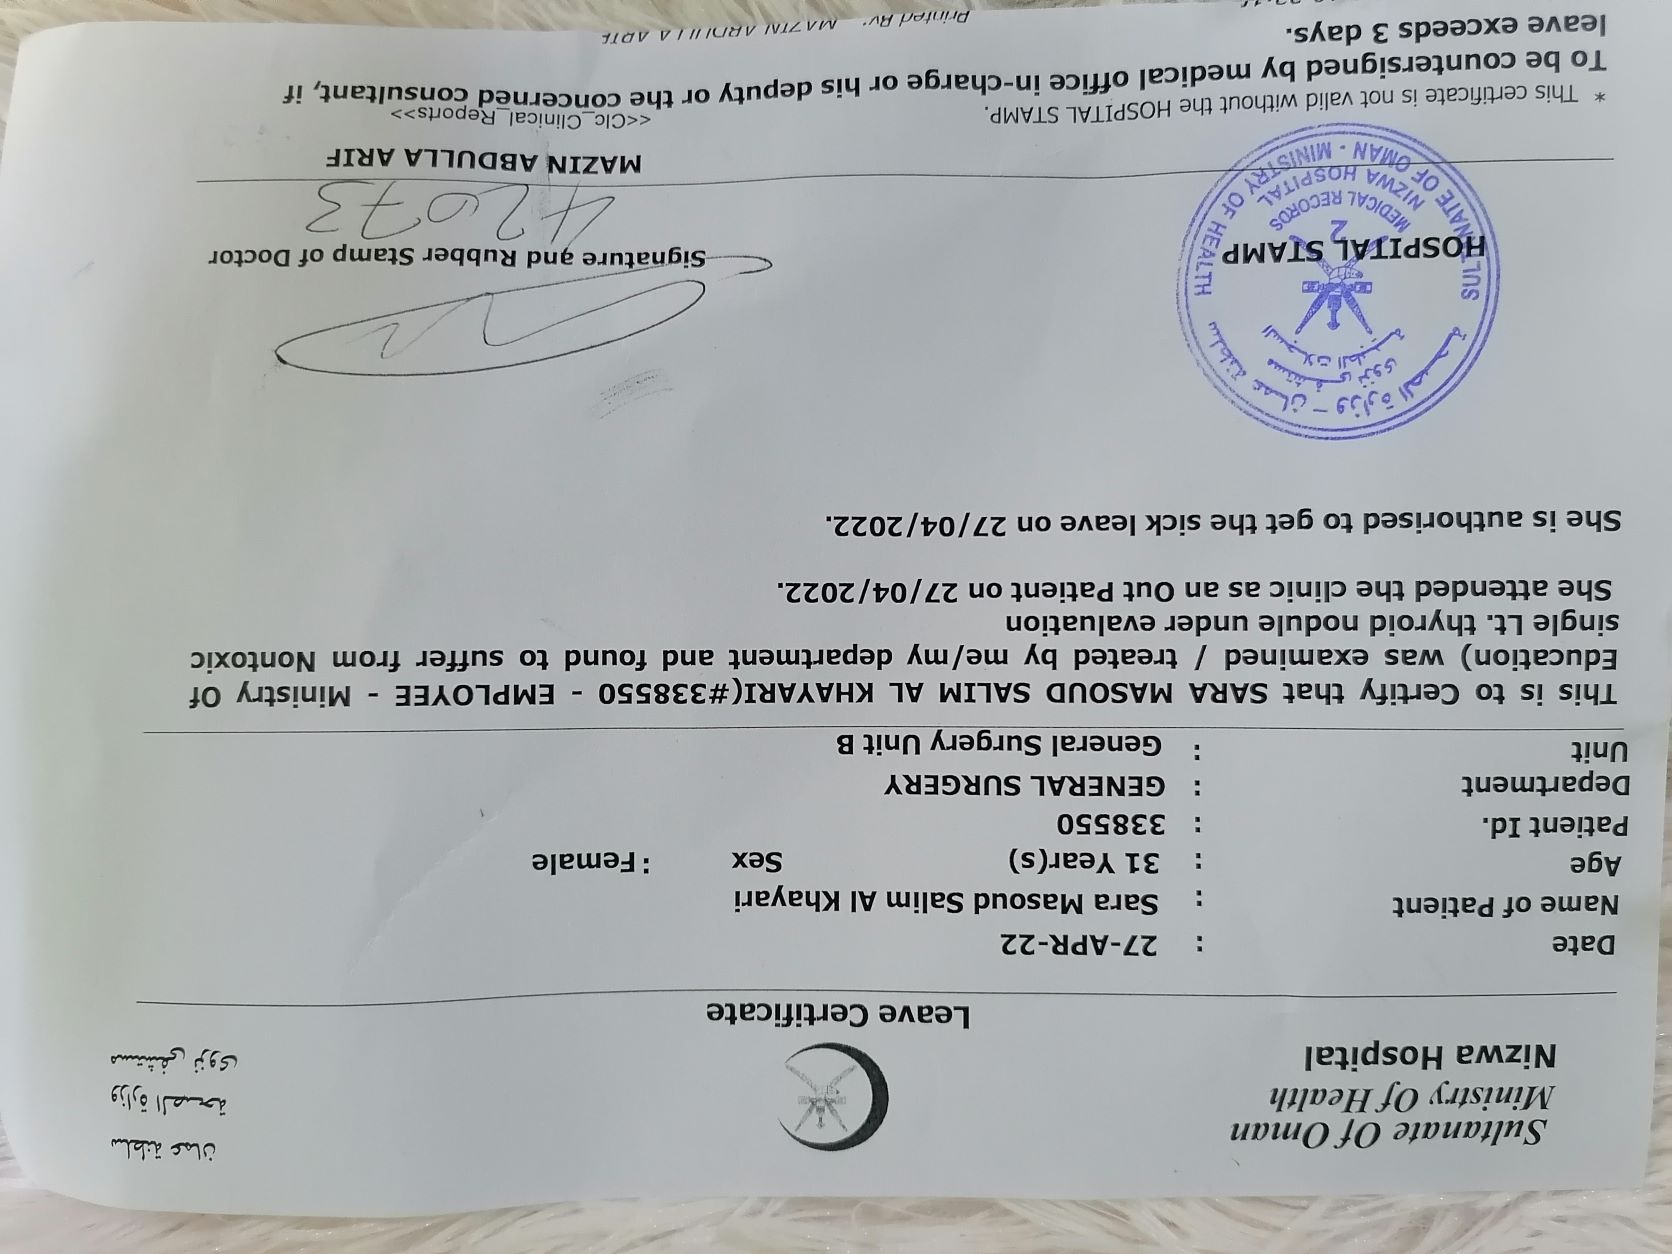 Sultanate Of Oman
Ministry Of Health
Nizwa Hospital
سلطنة عمان
وزارة الصحة
مستشفى نزوى
Leave Certificate
Date : 27-APR-22
Name of Patient : Sara Masoud Salim Al Khayari
Age : 31 Year(s) Sex : Female
Patient Id. : 338550
Department : GENERAL SURGERY
Unit : General Surgery Unit B
This is to Certify that SARA MASOUD SALIM AL KHAYARI(#338550 - EMPLOYEE - Ministry Of
Education) was examined / treated by me/my department and found to suffer from Nontoxic
single Lt. thyroid nodule under evaluation
She attended the clinic as an Out Patient on 27/04/2022.
She is authorised to get the sick leave on 27/04/2022.
سلطنة عمان - وزارة الصحة
مستشفى نزوى
السجلات الطبية
HOSPITAL STAMP
2
MEDICAL RECORDS
NIZWA HOSPITAL
SULTANATE OF OMAN - MINISTRY OF HEALTH
Signature and Rubber Stamp of Doctor
42073
MAZIN ABDULLA ARIF
<<Clc_Clinical_Reports>>
* This certificate is not valid without the HOSPITAL STAMP.
To be countersigned by medical office in-charge or his deputy or the concerned consultant, if
leave exceeds 3 days.
Printed By: MAZIN ABDULLA ARIF